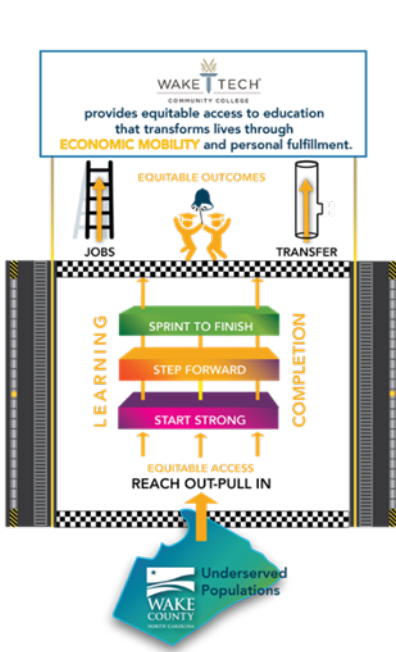 WAKE TECH
COMMUNITY COLLEGE
provides equitable access to education
that transforms lives through
ECONOMIC MOBILITY and personal fulfillment.
EQUITABLE OUTCOMES
JOBS
TRANSFER
LEARNING
COMPLETION
SPRINT TO FINISH
STEP FORWARD
START STRONG
EQUITABLE ACCESS
REACH OUT-PULL IN
Underserved
Populations
WAKE
COUNTY
NORTH CAROLINA